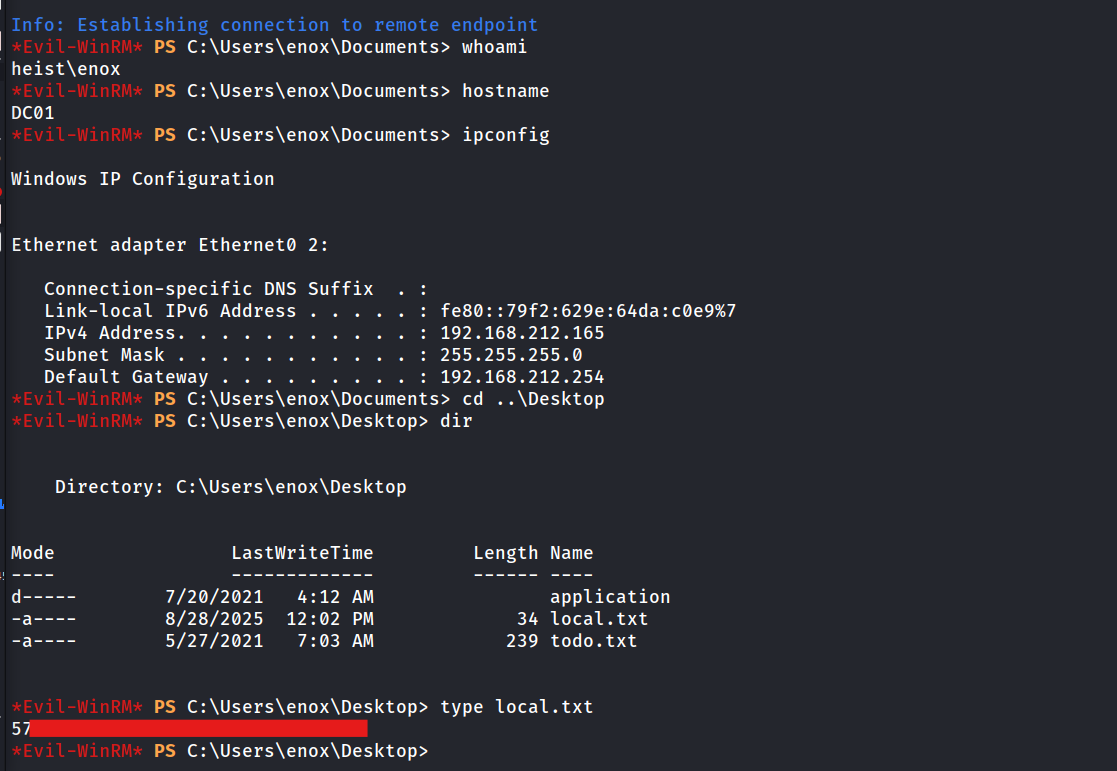 Info: Establishing connection to remote endpoint
*Evil-WinRM* PS C:\Users\enox\Documents> whoami
heist\enox
*Evil-WinRM* PS C:\Users\enox\Documents> hostname
DC01
*Evil-WinRM* PS C:\Users\enox\Documents> ipconfig
Windows IP Configuration
Ethernet adapter Ethernet0 2:
   Connection-specific DNS Suffix  . :
   Link-local IPv6 Address . . . . . : fe80::79f2:629e:64da:c0e9%7
   IPv4 Address. . . . . . . . . . . : 192.168.212.165
   Subnet Mask . . . . . . . . . . . : 255.255.255.0
   Default Gateway . . . . . . . . . : 192.168.212.254
*Evil-WinRM* PS C:\Users\enox\Documents> cd ..\Desktop
*Evil-WinRM* PS C:\Users\enox\Desktop> dir
    Directory: C:\Users\enox\Desktop
Mode                LastWriteTime         Length Name
----                -------------         ------ ----
d-----        7/20/2021   4:12 AM                application
-a----        8/28/2025  12:02 PM             34 local.txt
-a----        5/27/2021   7:03 AM            239 todo.txt
*Evil-WinRM* PS C:\Users\enox\Desktop> type local.txt
57
*Evil-WinRM* PS C:\Users\enox\Desktop>